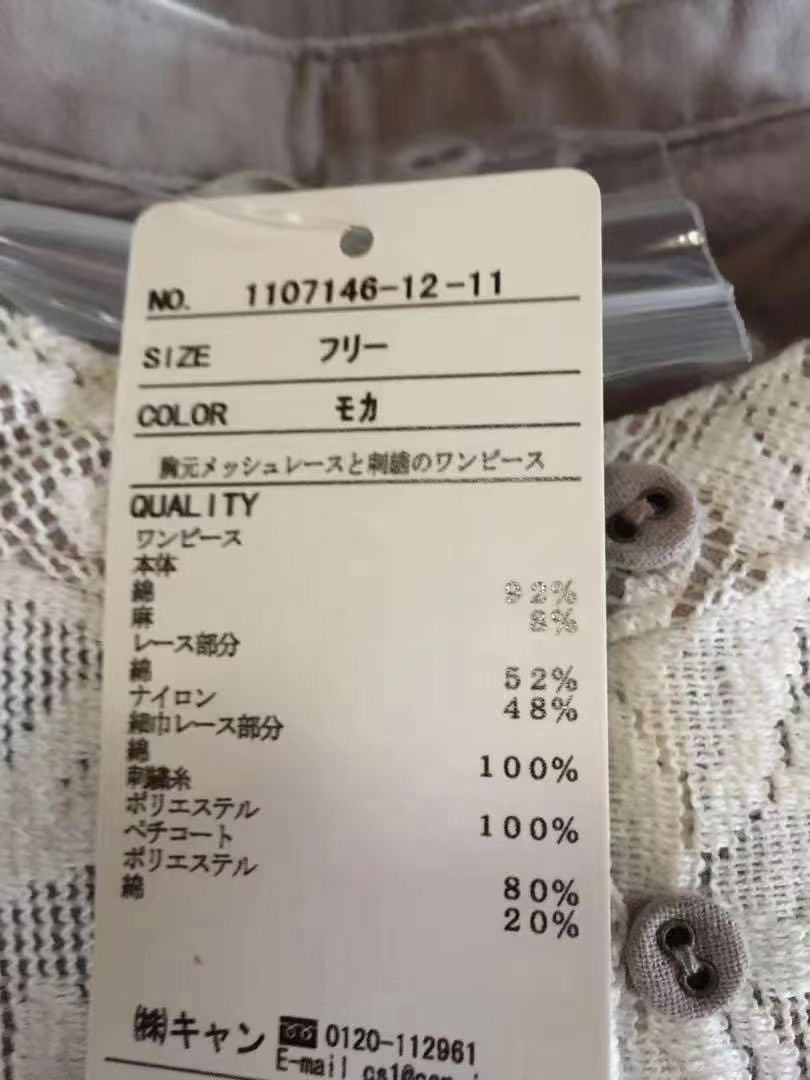 NO. 1107146-12-11
SIZE フリー
COLOR モカ
胸元メッシュレースと刺繍のワンピース
QUALITY
ワンピース
本体
綿 92%
麻 8%
レース部分
綿 52%
ナイロン 48%
細巾レース部分
綿 100%
刺繍糸
ポリエステル 100%
ペチコート
ポリエステル 80%
綿 20%
㈱キャン 0120-112961
E-mail